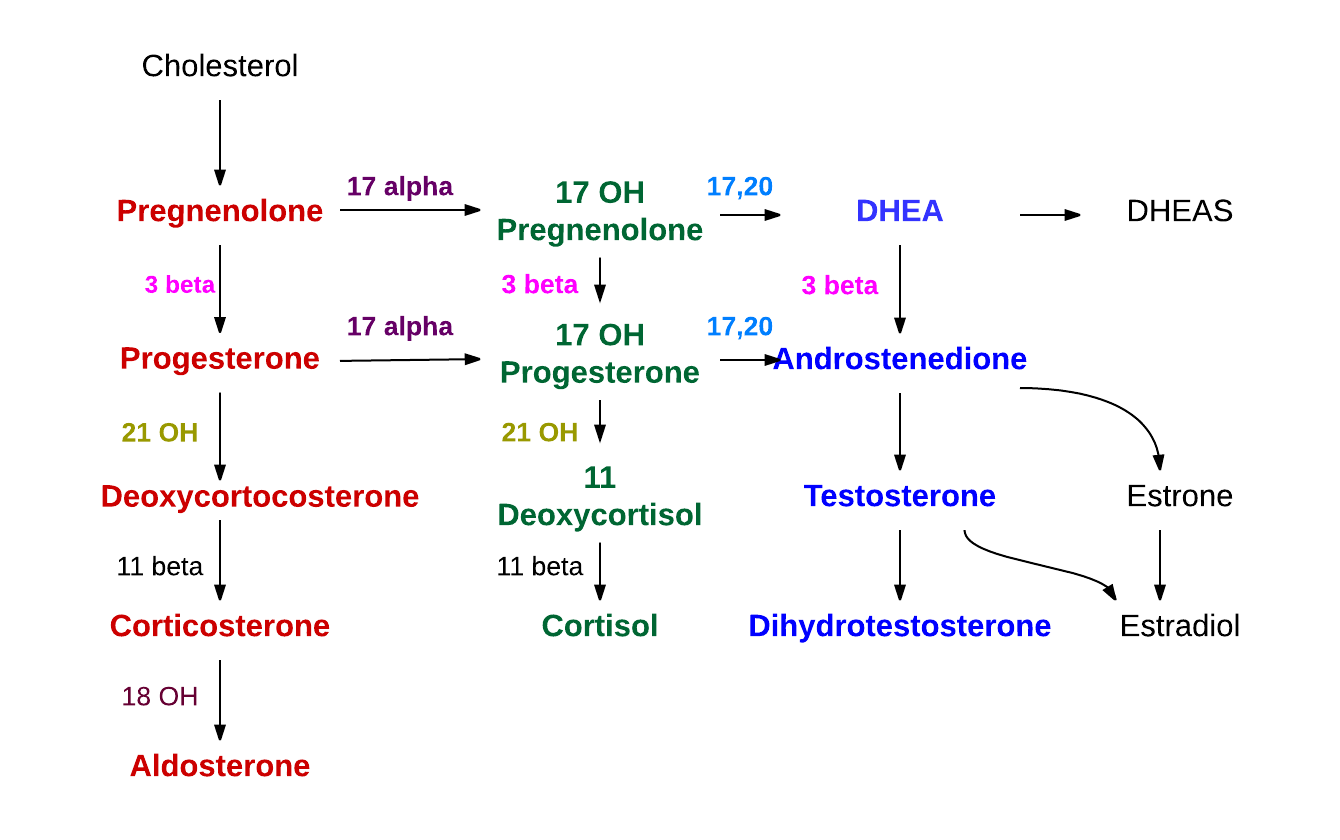 Cholesterol
17 alpha
17 OH
17,20
Pregnenolone
Pregnenolone
DHEA
DHEAS
3 beta
3 beta
3 beta
17 alpha
17 OH
17,20
Progesterone
Progesterone
Androstenedione
21 OH
21 OH
11
Deoxycortocosterone
Deoxycortisol
Testosterone
Estrone
11 beta
11 beta
Corticosterone
Cortisol
Dihydrotestosterone
Estradiol
18 OH
Aldosterone